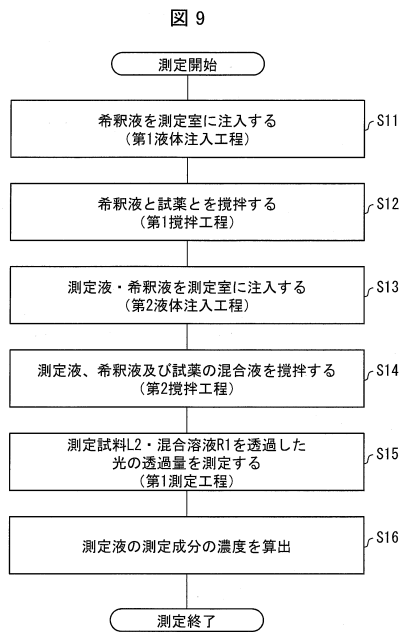 図 9
測定開始
希釈液を測定室に注入する
(第1液体注入工程)
S11
希釈液と試薬とを撹拌する
(第1撹拌工程)
S12
測定液・希釈液を測定室に注入する
(第2液体注入工程)
S13
測定液、希釈液及び試薬の混合液を撹拌する
(第2撹拌工程)
S14
測定試料L2・混合溶液R1を透過した
光の透過量を測定する
(第1測定工程)
S15
測定液の測定成分の濃度を算出
S16
測定終了